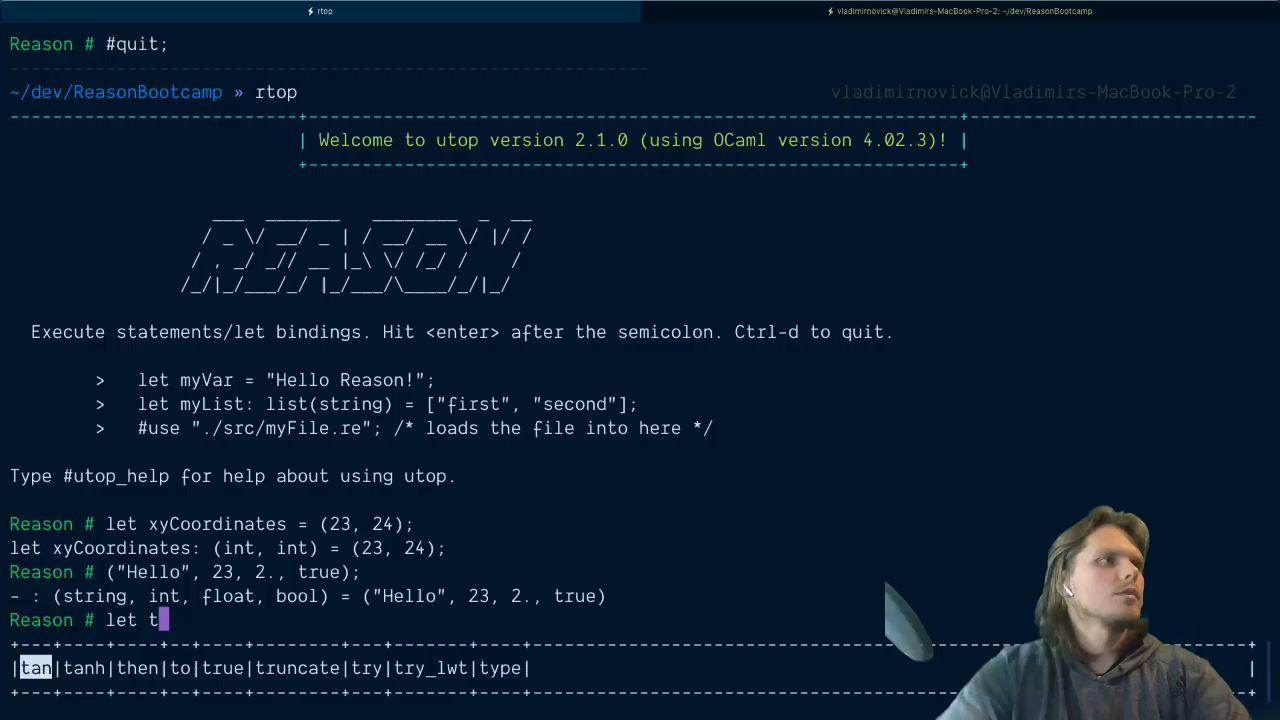 ⚡ rtop
⚡ vladimirnovick@Vladimirs-MacBook-Pro-2: ~/dev/ReasonBootcamp
Reason # #quit;
~/dev/ReasonBootcamp » rtop
vladimirnovick@Vladimirs-MacBook-Pro-2
| Welcome to utop version 2.1.0 (using OCaml version 4.02.3)! |
REASON
Execute statements/let bindings. Hit <enter> after the semicolon. Ctrl-d to quit.
> let myVar = "Hello Reason!";
> let myList: list(string) = ["first", "second"];
> #use "./src/myFile.re"; /* loads the file into here */
Type #utop_help for help about using utop.
Reason # let xyCoordinates = (23, 24);
let xyCoordinates: (int, int) = (23, 24);
Reason # ("Hello", 23, 2., true);
- : (string, int, float, bool) = ("Hello", 23, 2., true)
Reason # let t
|tan|tanh|then|to|true|truncate|try|try_lwt|type|